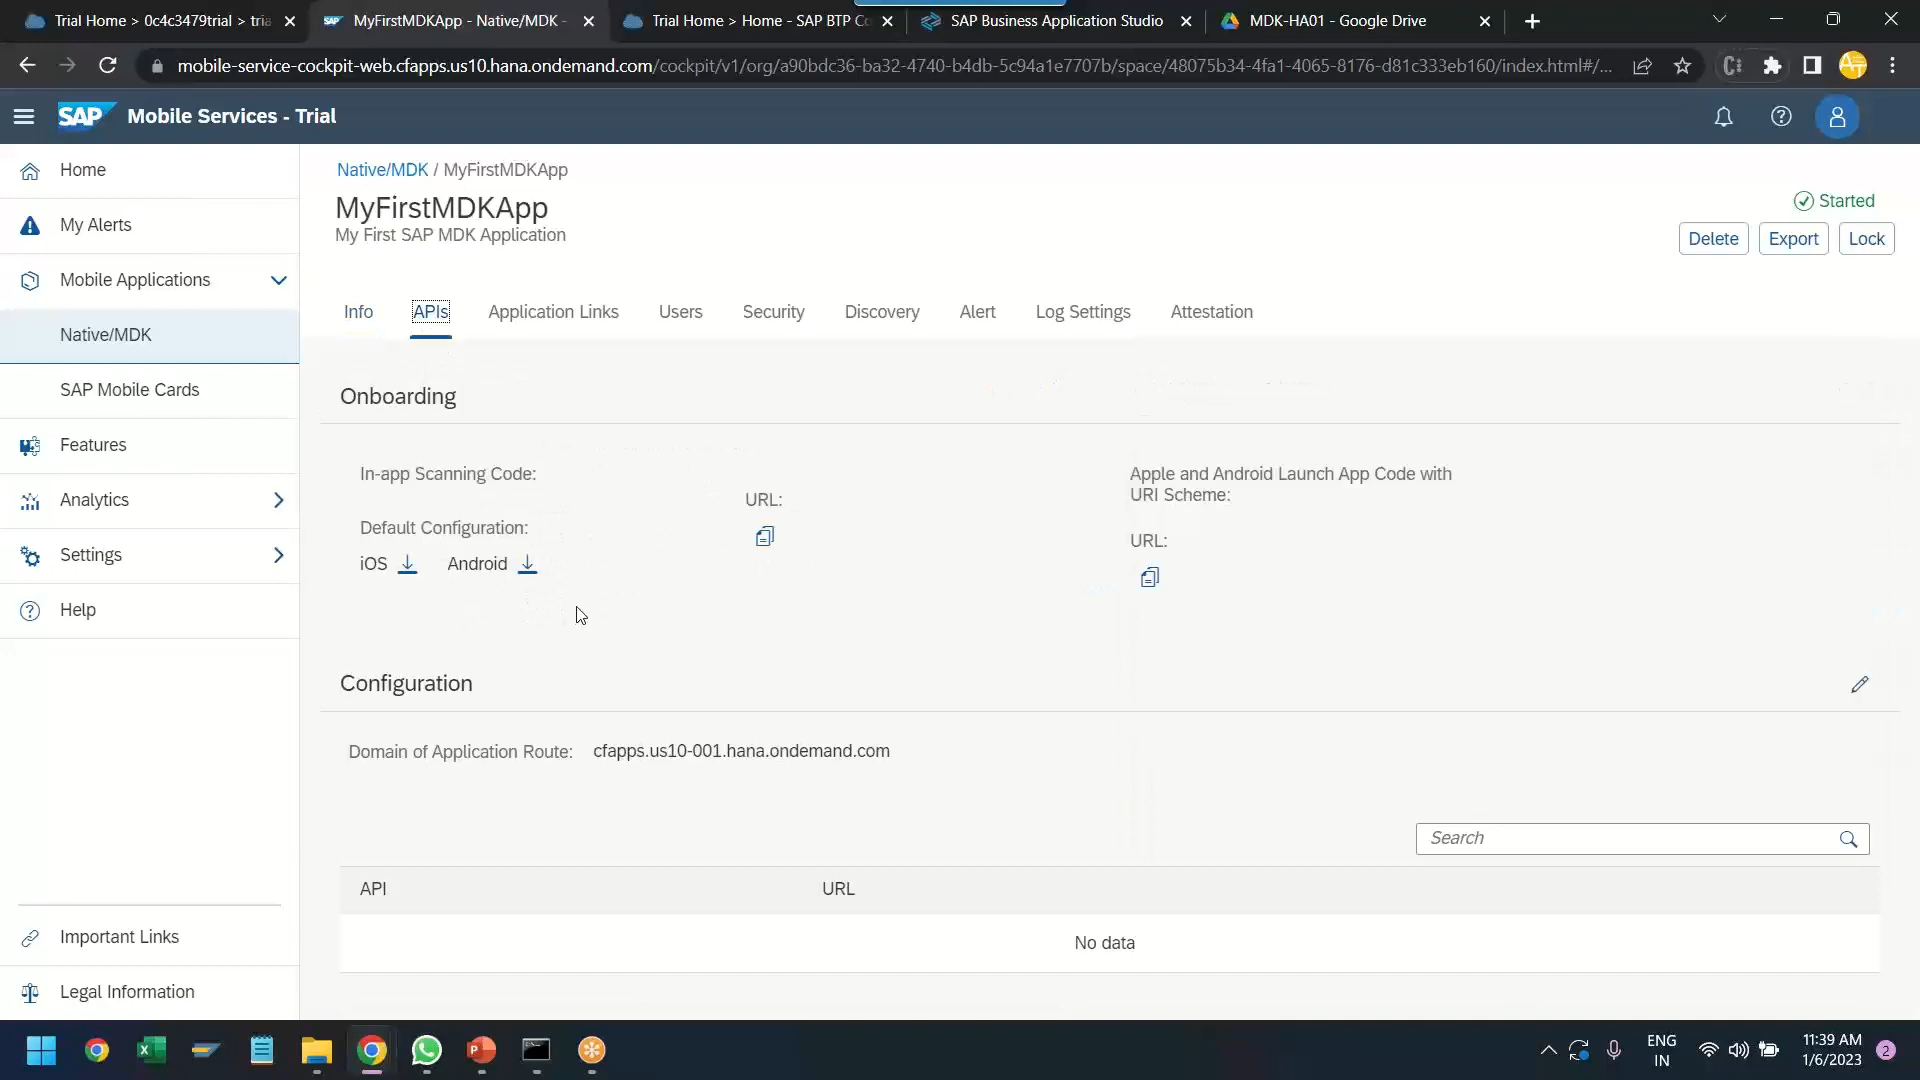 Trial Home > 0c4c3479trial > tria
MyFirstMDKApp - Native/MDK -
Trial Home > Home - SAP BTP Co
SAP Business Application Studio
MDK-HA01 - Google Drive
mobile-service-cockpit-web.cfapps.us10.hana.ondemand.com/cockpit/v1/org/a90bdc36-ba32-4740-b4db-5c94a1e7707b/space/48075b34-4fa1-4065-8176-d81c333eb160/index.html#/...
SAP Mobile Services - Trial
Home
My Alerts
Mobile Applications
Native/MDK
SAP Mobile Cards
Features
Analytics
Settings
Help
Important Links
Legal Information
Native/MDK / MyFirstMDKApp
MyFirstMDKApp
My First SAP MDK Application
Started
Delete Export Lock
Info APIs Application Links Users Security Discovery Alert Log Settings Attestation
Onboarding
In-app Scanning Code:
Default Configuration:
iOS Android
URL:
Apple and Android Launch App Code with
URI Scheme:
URL:
Configuration
Domain of Application Route: cfapps.us10-001.hana.ondemand.com
Search
API URL
No data
ENG
IN
11:39 AM
1/6/2023
2